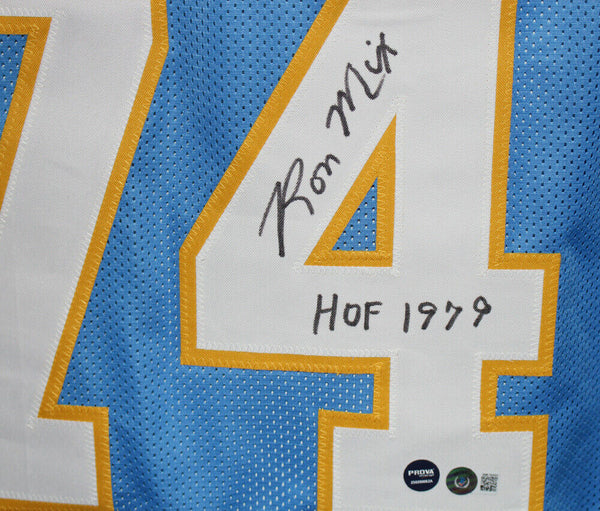 74
Ron Mix
HOF 1979
PROVA